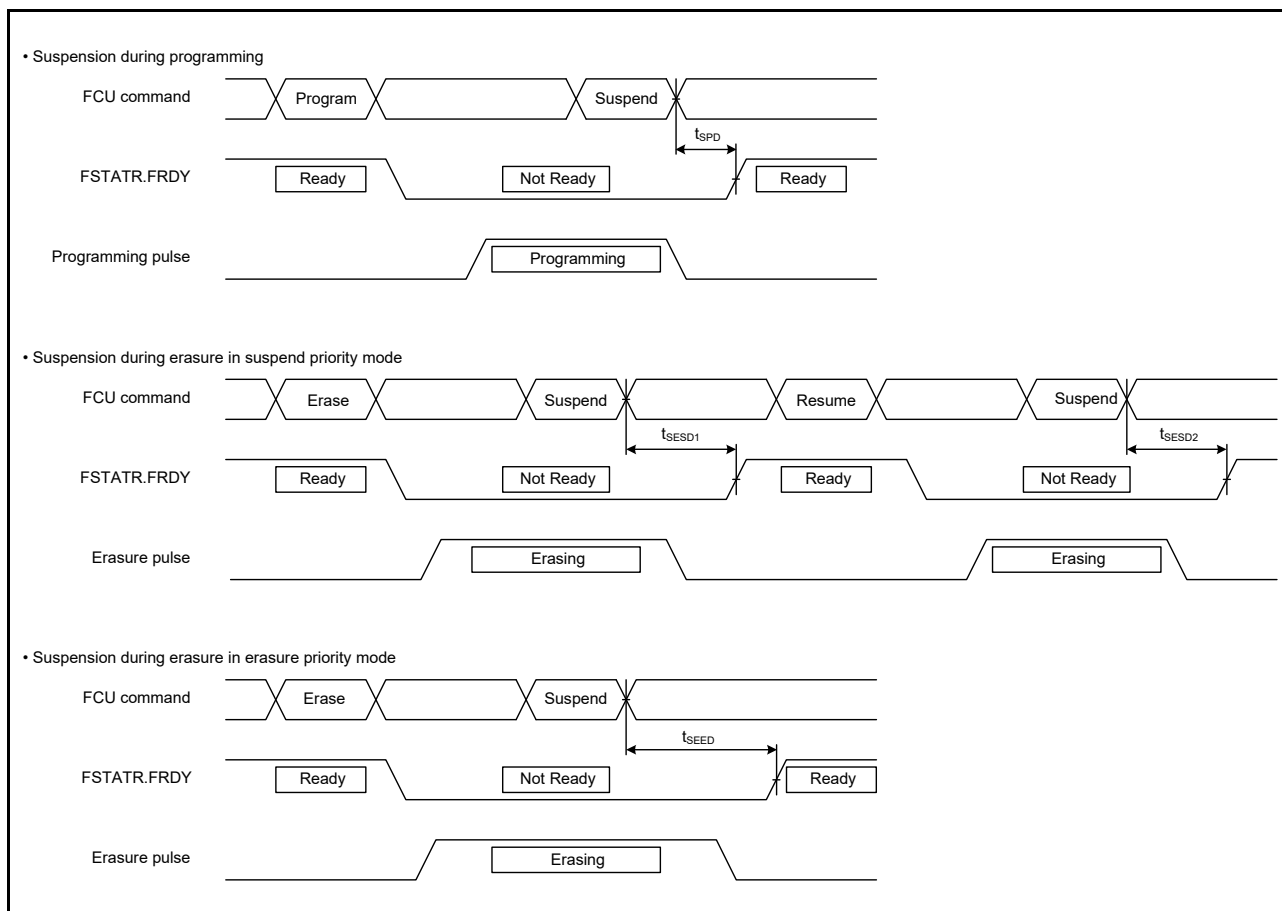 • Suspension during programming
FCU command
Program
Suspend
tSPD
FSTATR.FRDY
Ready
Not Ready
Ready
Programming pulse
Programming
• Suspension during erasure in suspend priority mode
FCU command
Erase
Suspend
Resume
Suspend
tSESD1
tSESD2
FSTATR.FRDY
Ready
Not Ready
Ready
Not Ready
Erasure pulse
Erasing
Erasing
• Suspension during erasure in erasure priority mode
FCU command
Erase
Suspend
tSEED
FSTATR.FRDY
Ready
Not Ready
Ready
Erasure pulse
Erasing